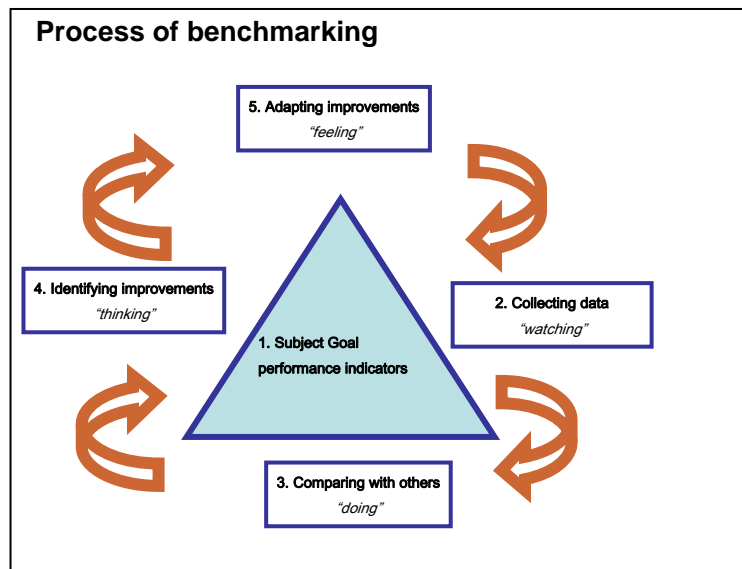 Process of benchmarking
5. Adapting improvements
“feeling”
4. Identifying improvements
“thinking”
2. Collecting data
“watching”
1. Subject Goal
performance indicators
3. Comparing with others
“doing”